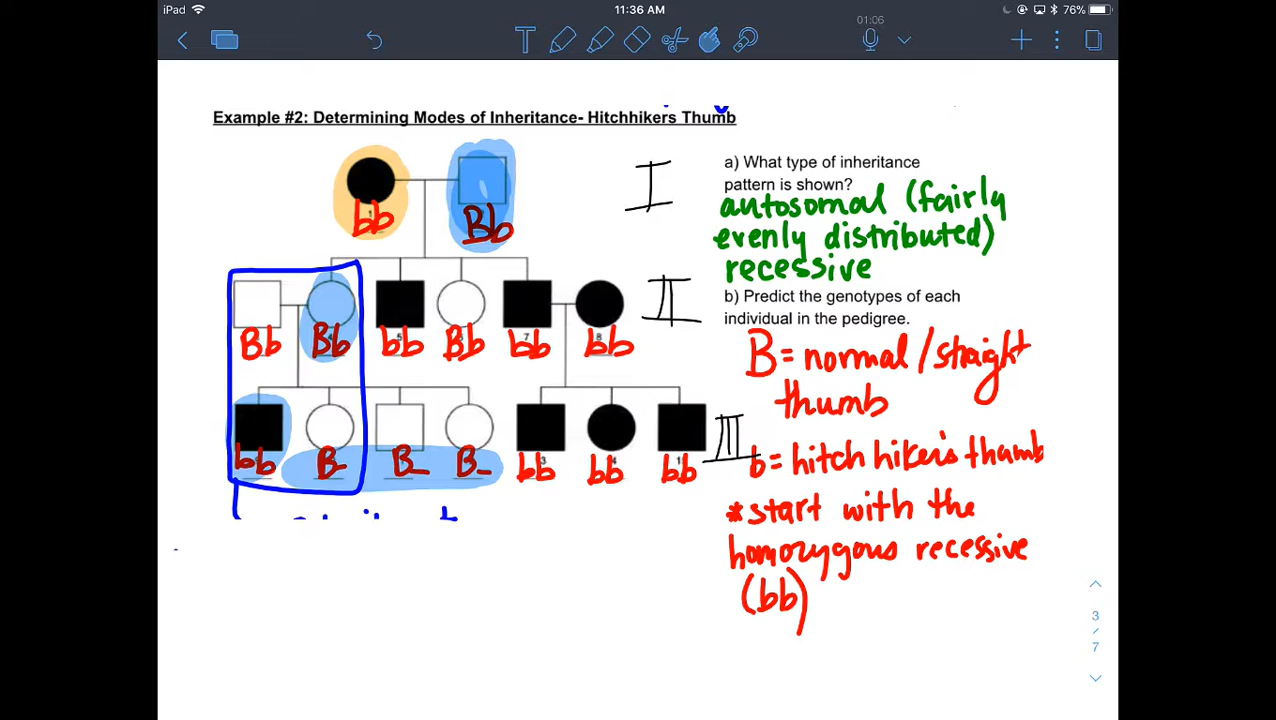 iPad 11:36 AM 76%
01:06
T
Example #2: Determining Modes of Inheritance- Hitchhikers Thumb
I
a) What type of inheritance
pattern is shown?
autosomal (fairly
evenly distributed)
recessive
bb Bb
II
b) Predict the genotypes of each
individual in the pedigree.
Bb Bb bb Bb bb bb
B = normal/straight
thumb
III
bb B- B_ B_ bb bb bb
b = hitch hiker's thumb
*start with the
homozygous recessive
(bb)
3
/
7